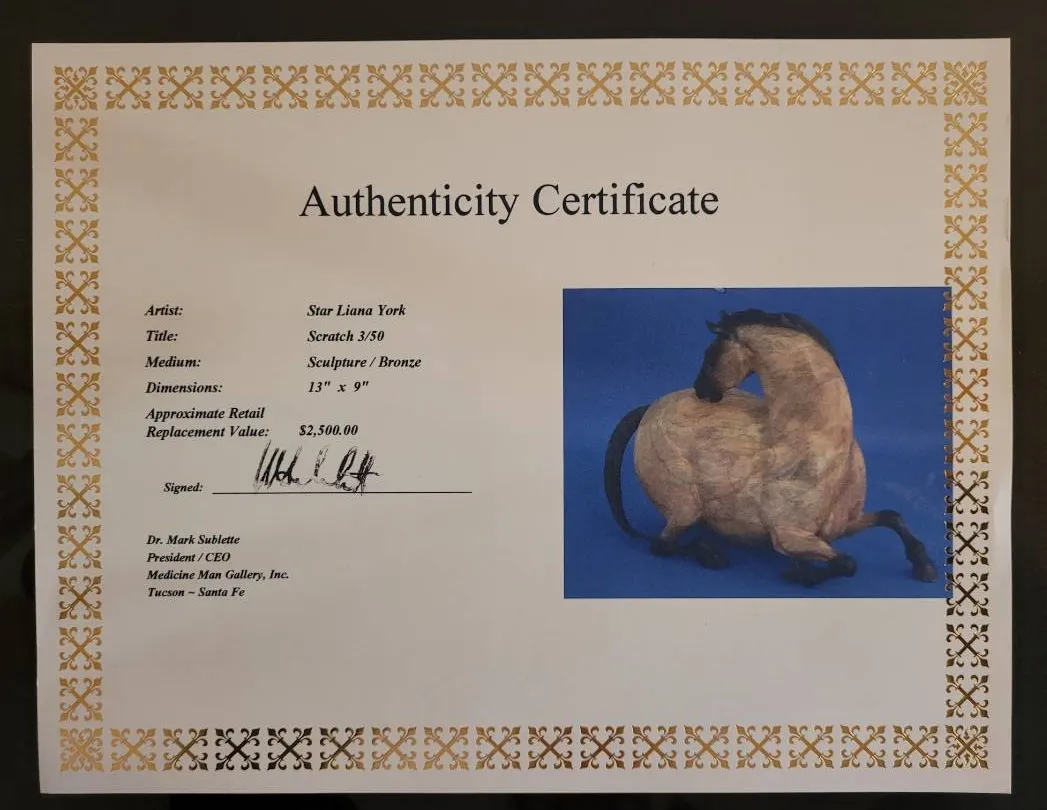 Authenticity Certificate
Artist: Star Liana York
Title: Scratch 3/50
Medium: Sculpture / Bronze
Dimensions: 13" x 9"
Approximate Retail
Replacement Value: $2,500.00
Signed:
Dr. Mark Sublette
President / CEO
Medicine Man Gallery, Inc.
Tucson ~ Santa Fe